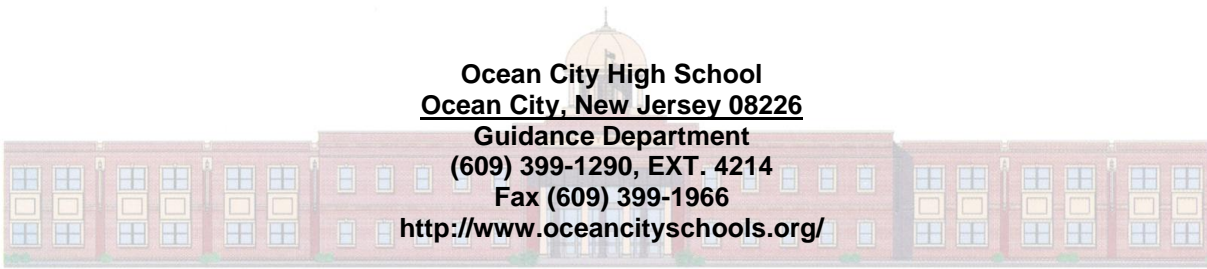 Ocean City High School
Ocean City, New Jersey 08226
Guidance Department
(609) 399-1290, EXT. 4214
Fax (609) 399-1966
http://www.oceancityschools.org/